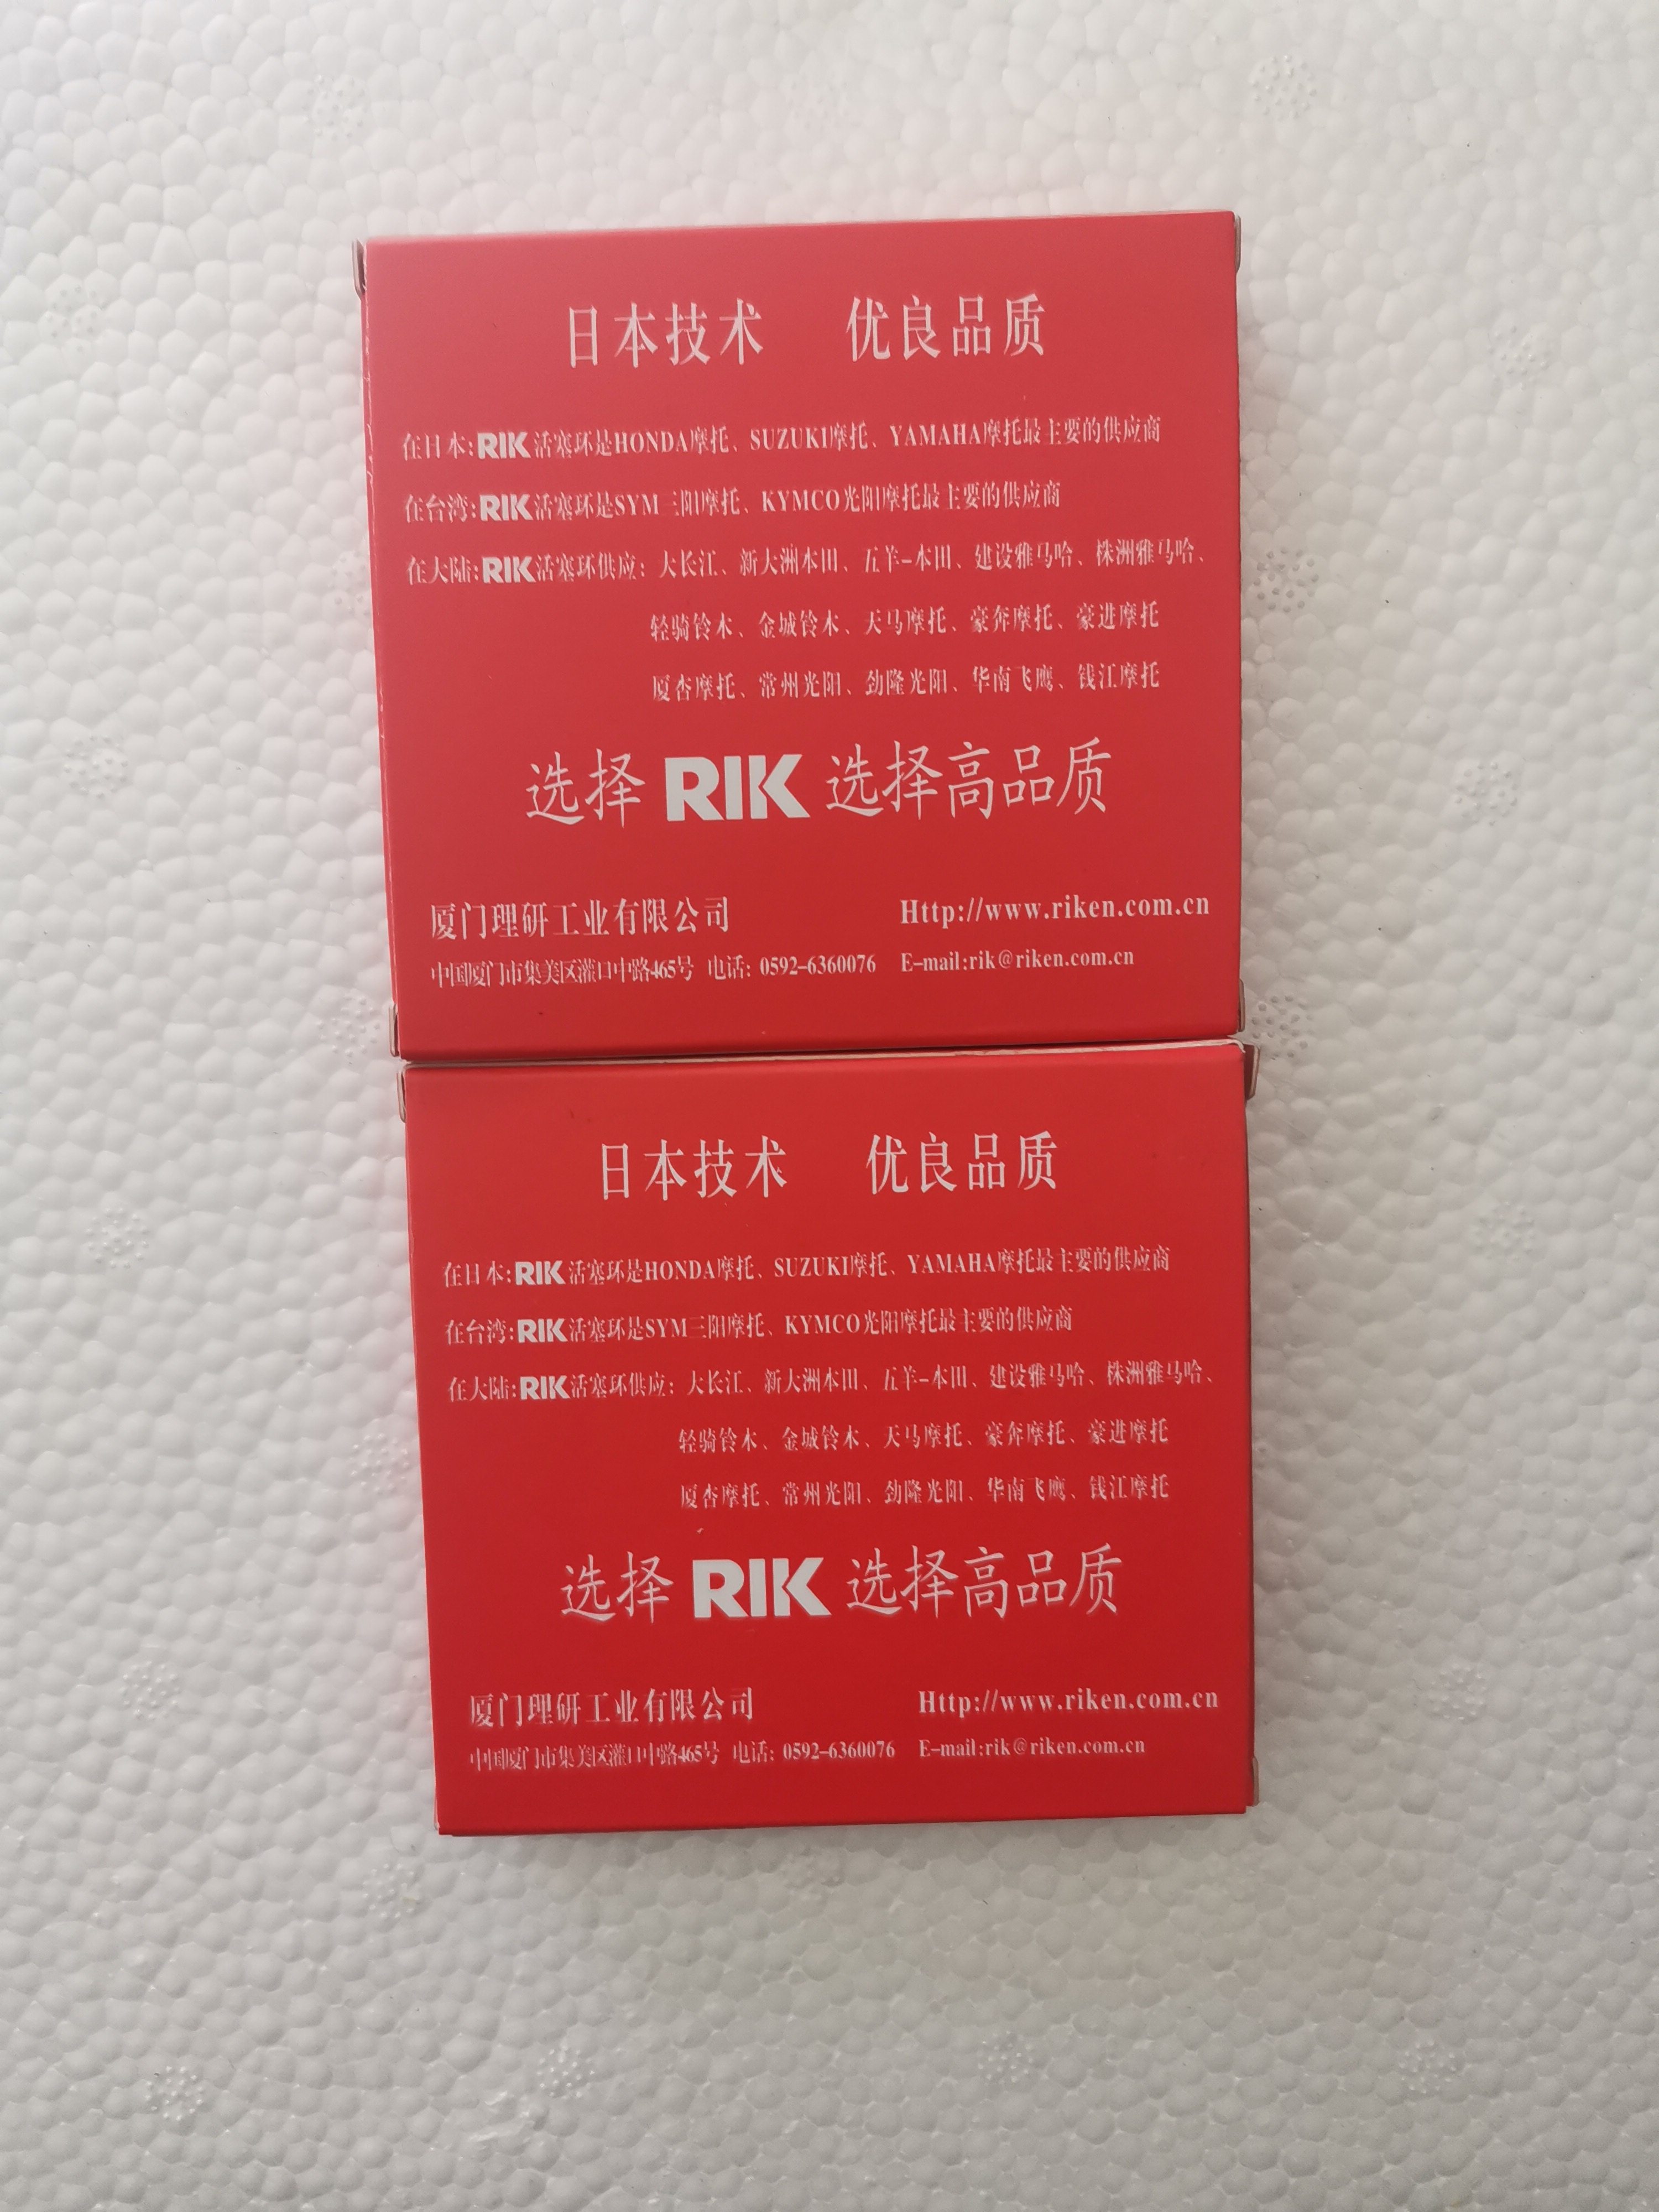 日本技术 优良品质
在日本:RIK活塞环是HONDA摩托、SUZUKI摩托、YAMAHA摩托最主要的供应商
在台湾:RIK活塞环是SYM三阳摩托、KYMCO光阳摩托最主要的供应商
在大陆:RIK活塞环供应:大长江、新大洲本田、五羊-本田、建设雅马哈、株洲雅马哈、
轻骑铃木、金城铃木、天马摩托、豪奔摩托、豪进摩托
厦杏摩托、常州光阳、劲隆光阳、华南飞鹰、钱江摩托
选择 RIK 选择高品质
厦门理研工业有限公司 Http://www.riken.com.cn
中国厦门市集美区灌口中路465号 电话: 0592-6360076 E-mail:rik@riken.com.cn
日本技术 优良品质
在日本:RIK活塞环是HONDA摩托、SUZUKI摩托、YAMAHA摩托最主要的供应商
在台湾:RIK活塞环是SYM三阳摩托、KYMCO光阳摩托最主要的供应商
在大陆:RIK活塞环供应:大长江、新大洲本田、五羊-本田、建设雅马哈、株洲雅马哈、
轻骑铃木、金城铃木、天马摩托、豪奔摩托、豪进摩托
厦杏摩托、常州光阳、劲隆光阳、华南飞鹰、钱江摩托
选择 RIK 选择高品质
厦门理研工业有限公司 Http://www.riken.com.cn
中国厦门市集美区灌口中路465号 电话: 0592-6360076 E-mail:rik@riken.com.cn